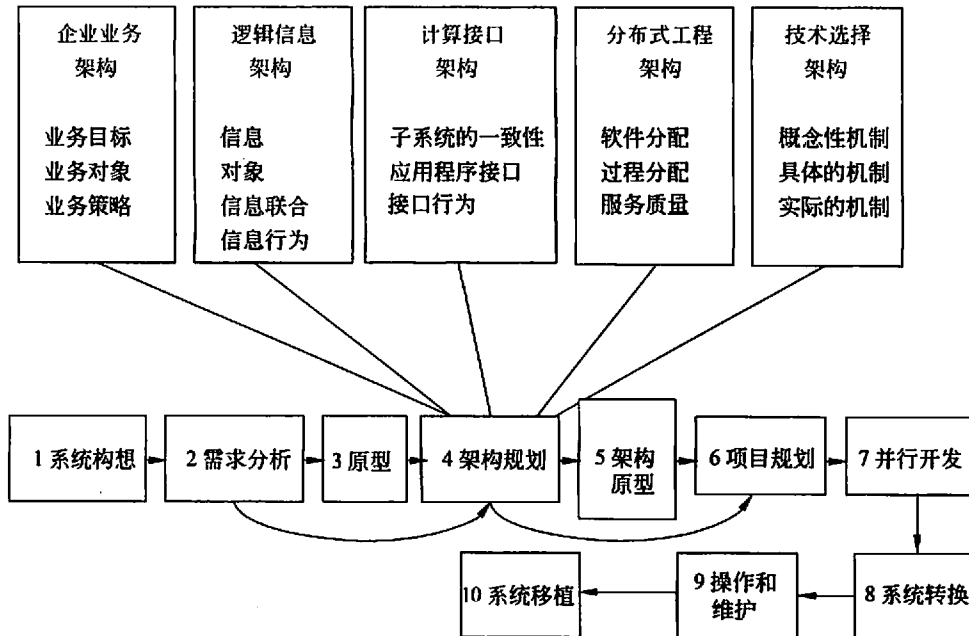 企业业务
架构
业务目标
业务对象
业务策略
逻辑信息
架构
信息
对象
信息联合
信息行为
计算接口
架构
子系统的一致性
应用程序接口
接口行为
分布式工程
架构
软件分配
过程分配
服务质量
技术选择
架构
概念性机制
具体的机制
实际的机制
1 系统构想
2 需求分析
3 原型
4 架构规划
5 架构
原型
6 项目规划
7 并行开发
8 系统转换
9 操作和
维护
10 系统移植